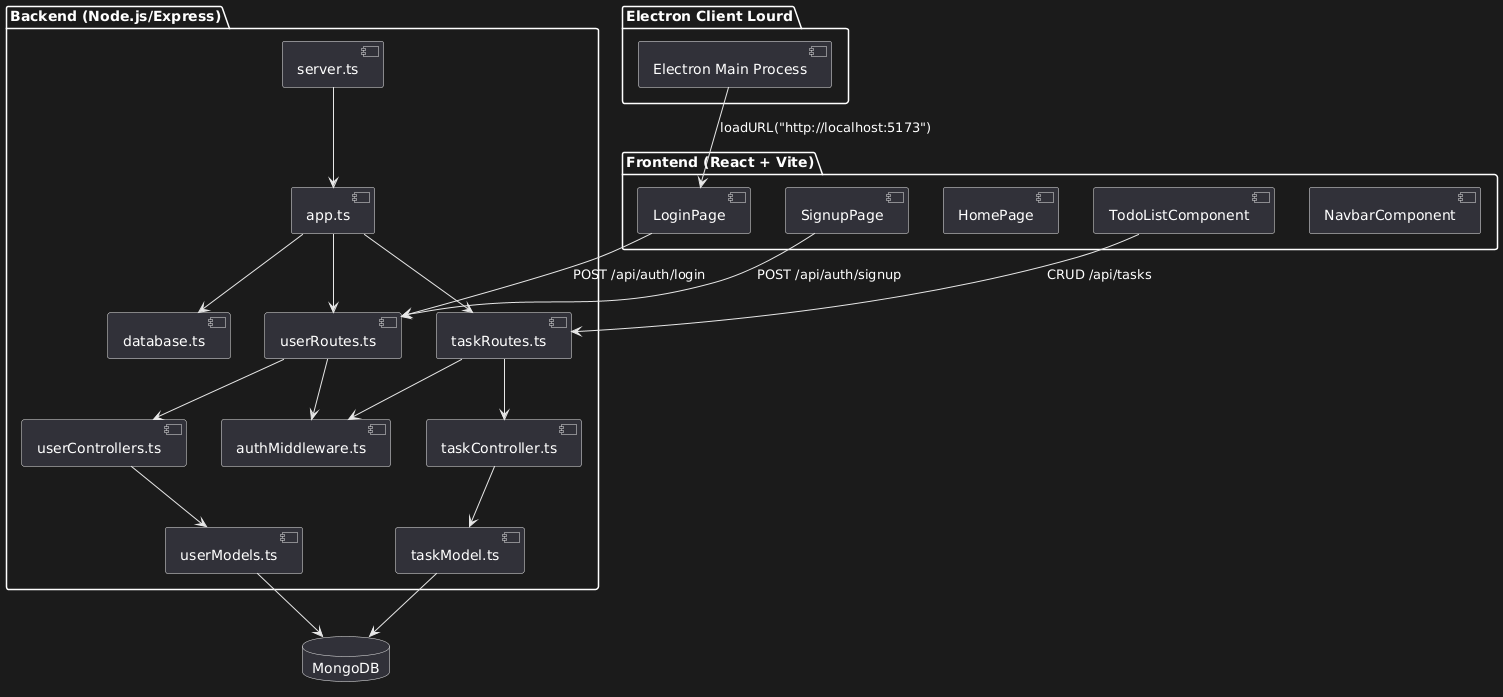 Backend (Node.js/Express)
server.ts
app.ts
database.ts
userRoutes.ts
taskRoutes.ts
userControllers.ts
authMiddleware.ts
taskController.ts
userModels.ts
taskModel.ts
MongoDB
Electron Client Lourd
Electron Main Process
loadURL("http://localhost:5173")
Frontend (React + Vite)
LoginPage
SignupPage
HomePage
TodoListComponent
NavbarComponent
POST /api/auth/login
POST /api/auth/signup
CRUD /api/tasks